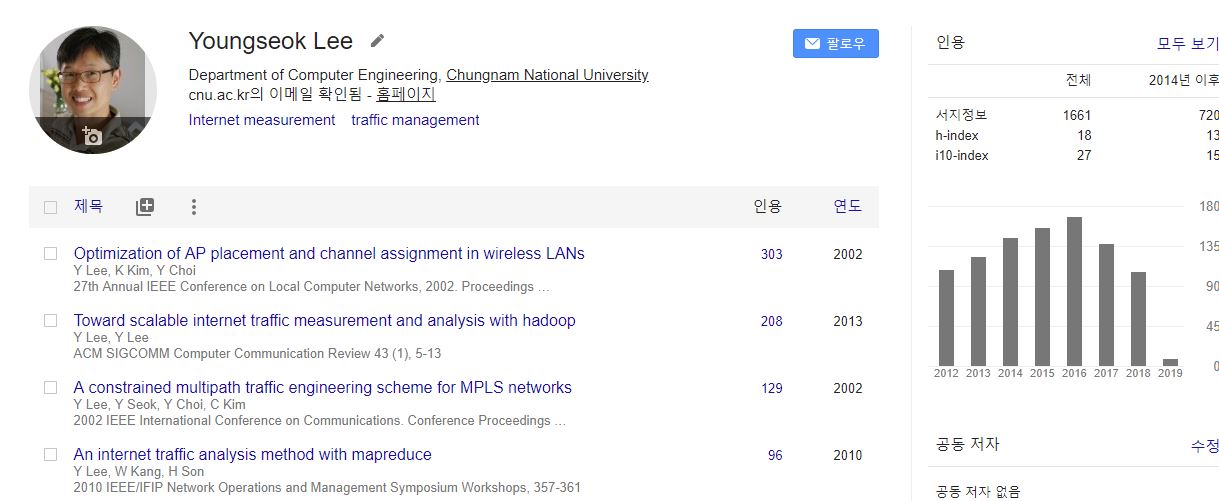 Youngseok Lee
팔로우
Department of Computer Engineering, Chungnam National University
cnu.ac.kr의 이메일 확인됨 - 홈페이지
Internet measurement traffic management
제목 인용 연도
Optimization of AP placement and channel assignment in wireless LANs 303 2002
Y Lee, K Kim, Y Choi
27th Annual IEEE Conference on Local Computer Networks, 2002. Proceedings ...
Toward scalable internet traffic measurement and analysis with hadoop 208 2013
Y Lee, Y Lee
ACM SIGCOMM Computer Communication Review 43 (1), 5-13
A constrained multipath traffic engineering scheme for MPLS networks 129 2002
Y Lee, Y Seok, Y Choi, C Kim
2002 IEEE International Conference on Communications. Conference Proceedings ...
An internet traffic analysis method with mapreduce 96 2010
Y Lee, W Kang, H Son
2010 IEEE/IFIP Network Operations and Management Symposium Workshops, 357-361
인용 모두 보기
전체 2014년 이후
서지정보 1661 720
h-index 18 13
i10-index 27 15
180
135
90
45
0
2012 2013 2014 2015 2016 2017 2018 2019
공동 저자 수정
공동 저자 없음